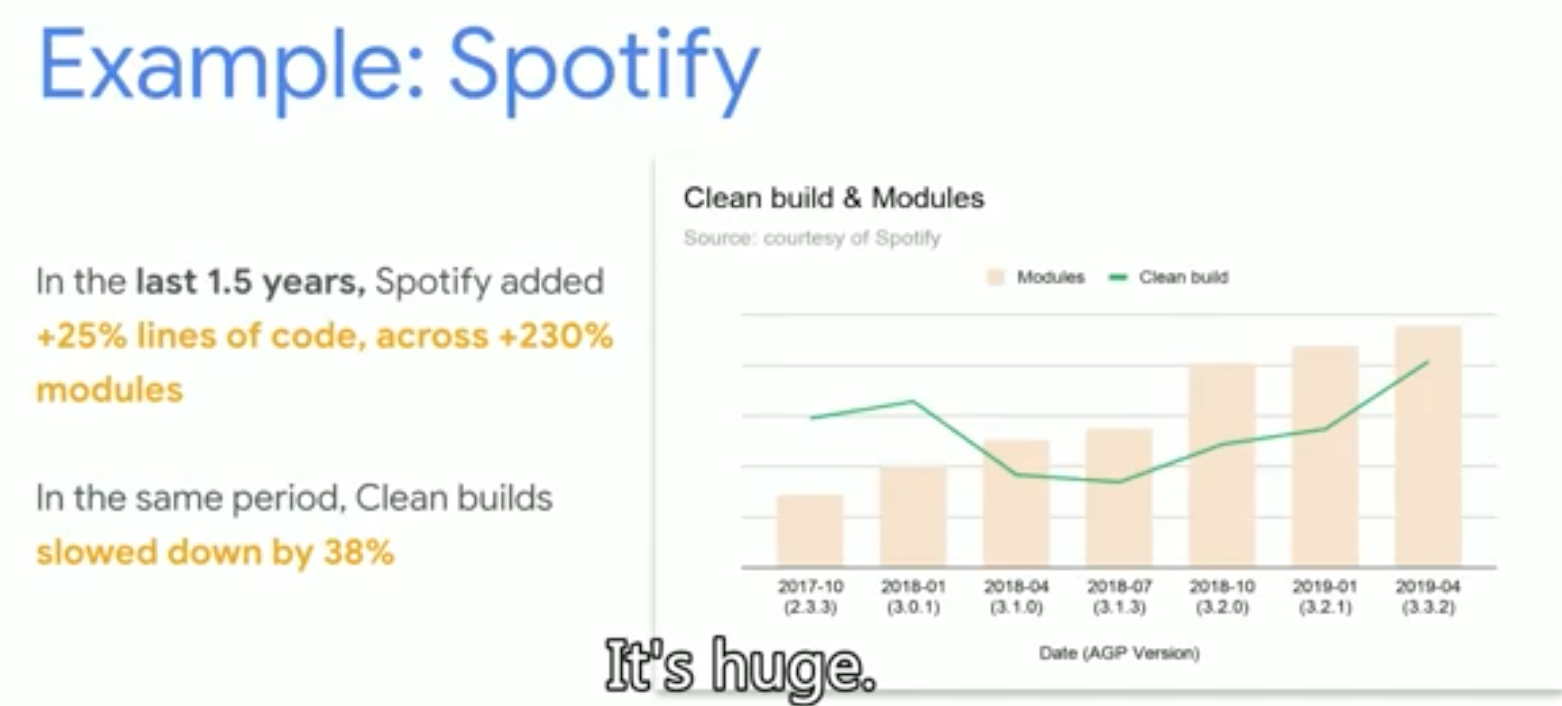 Example: Spotify
In the last 1.5 years, Spotify added
+25% lines of code, across +230%
modules
In the same period, Clean builds
slowed down by 38%
Clean build & Modules
Source: courtesy of Spotify
Modules Clean build
2017-10 2018-01 2018-04 2018-07 2018-10 2019-01 2019-04
(2.3.3) (3.0.1) (3.1.0) (3.1.3) (3.2.0) (3.2.1) (3.3.2)
Date (AGP Version)
It's huge.